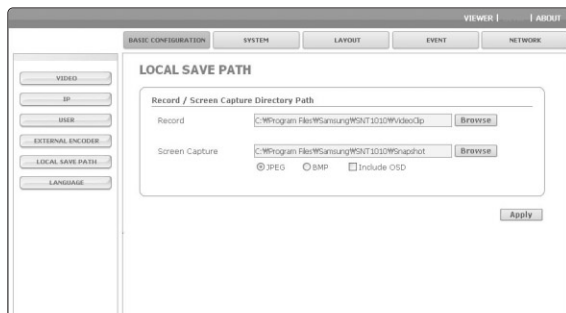 VIEWER | | ABOUT
BASIC CONFIGURATION SYSTEM LAYOUT EVENT NETWORK
VIDEO
IP
USER
EXTERNAL ENCODER
LOCAL SAVE PATH
LANGUAGE
LOCAL SAVE PATH
Record / Screen Capture Directory Path
Record C:₩Program Files₩Samsung₩SNT1010₩VideoClip Browse
Screen Capture C:₩Program Files₩Samsung₩SNT1010₩Snapshot Browse
JPEG BMP Include OSD
Apply